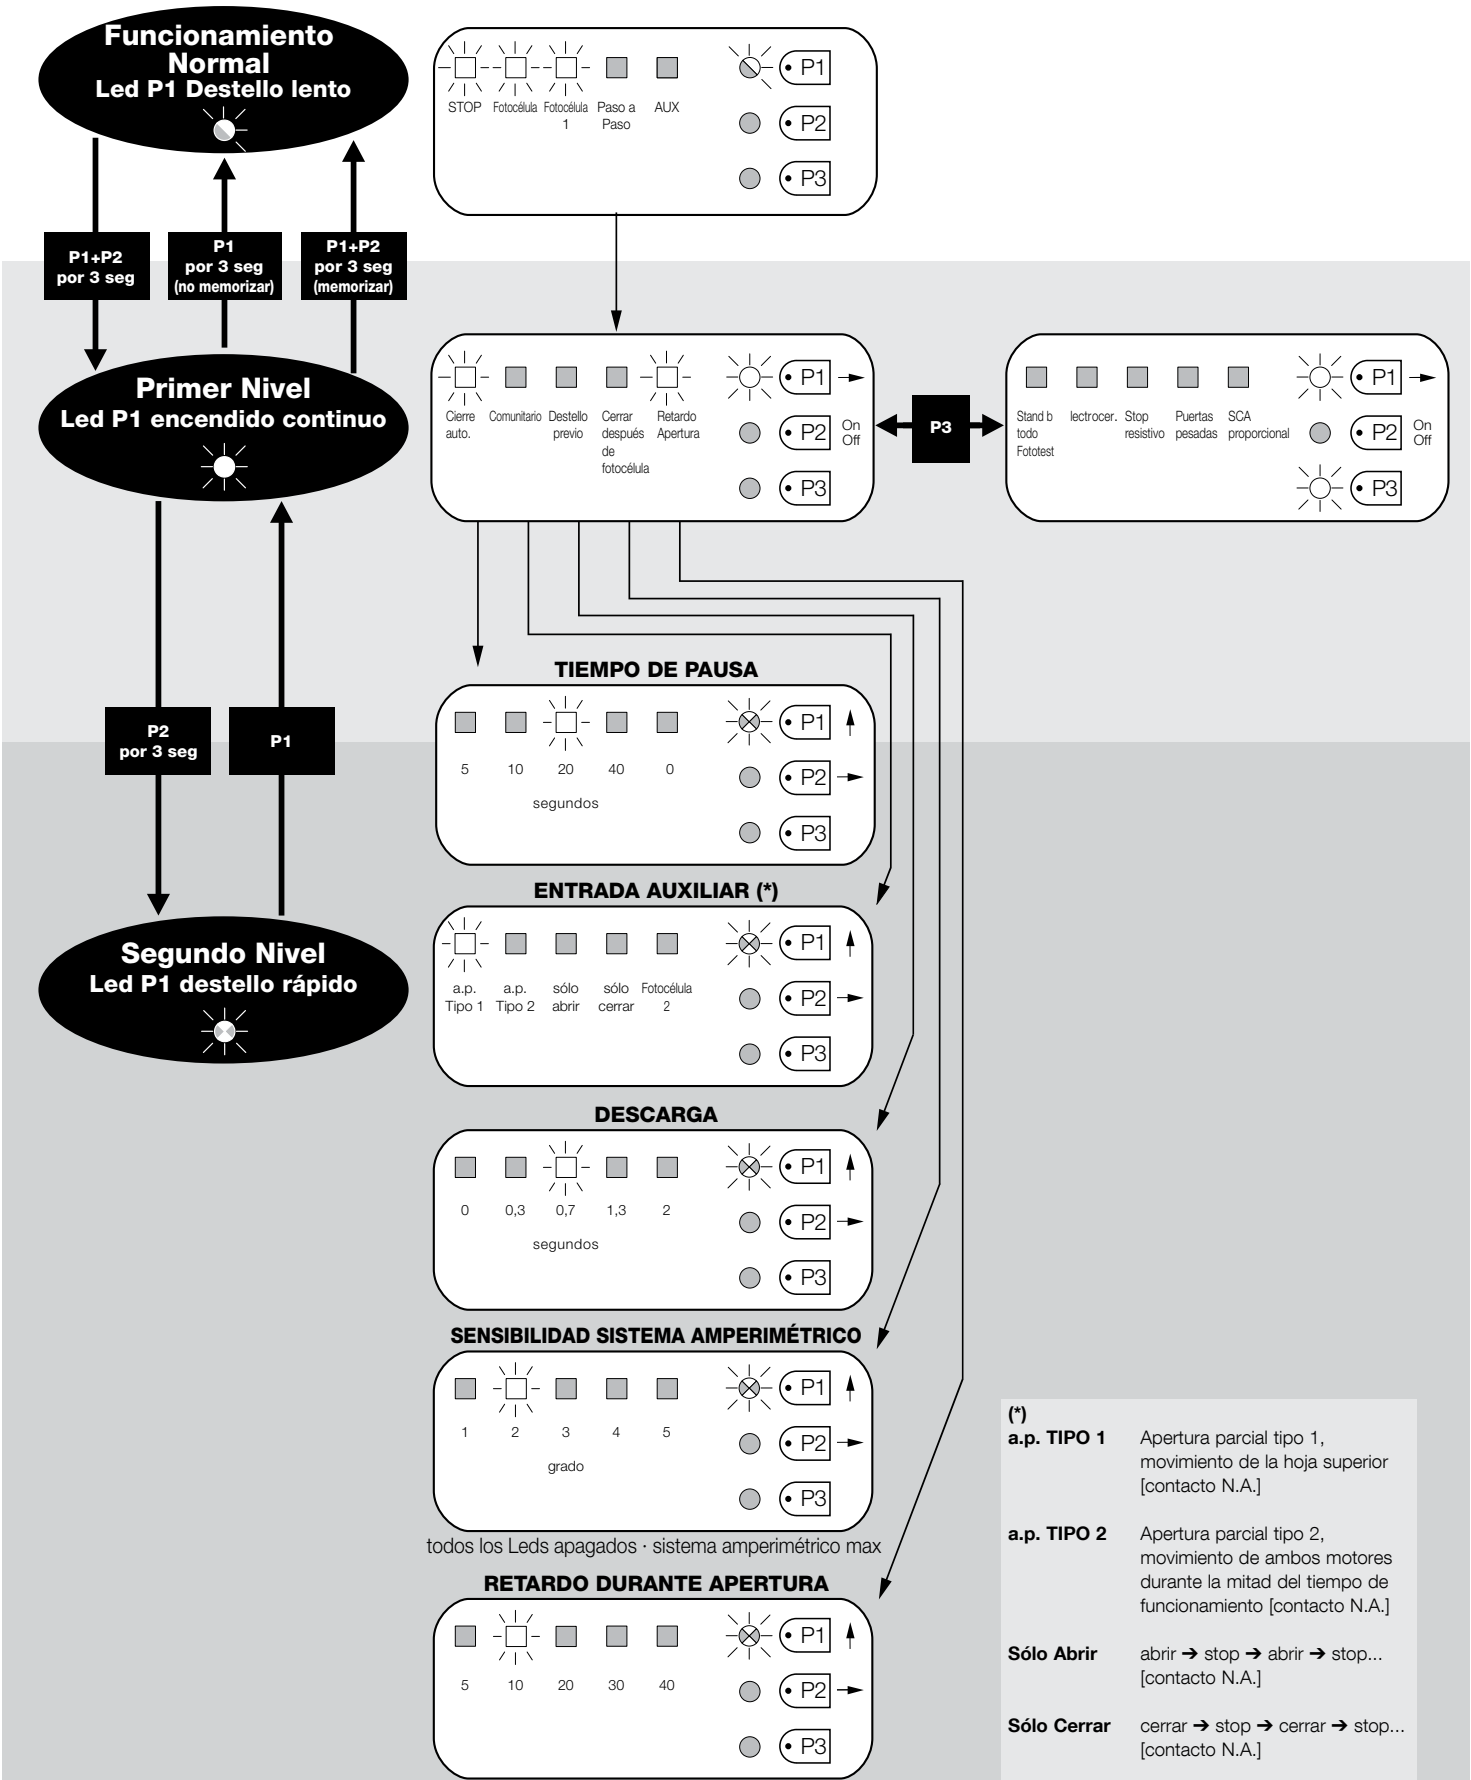 Funcionamiento
Normal
Led P1 Destello lento
STOP
Fotocélula
Fotocélula
1
Paso a
Paso
AUX
P1
P2
P3
P1+P2
por 3 seg
P1
por 3 seg
(no memorizar)
P1+P2
por 3 seg
(memorizar)
Primer Nivel
Led P1 encendido continuo
Cierre
auto.
Comunitario
Destello
previo
Cerrar
después
de
fotocélula
Retardo
Apertura
P1
P2
On
Off
P3
P3
Stand b
todo
Fototest
lectrocer.
Stop
resistivo
Puertas
pesadas
SCA
proporcional
P1
P2
On
Off
P3
P2
por 3 seg
P1
TIEMPO DE PAUSA
5 10 20 40 0
segundos
P1
P2
P3
Segundo Nivel
Led P1 destello rápido
ENTRADA AUXILIAR (*)
a.p.
Tipo 1
a.p.
Tipo 2
sólo
abrir
sólo
cerrar
Fotocélula
2
P1
P2
P3
DESCARGA
0 0,3 0,7 1,3 2
segundos
P1
P2
P3
SENSIBILIDAD SISTEMA AMPERIMÉTRICO
1 2 3 4 5
grado
P1
P2
P3
todos los Leds apagados · sistema amperimétrico max
RETARDO DURANTE APERTURA
5 10 20 30 40
P1
P2
P3
(*)
a.p. TIPO 1 Apertura parcial tipo 1,
movimiento de la hoja superior
[contacto N.A.]
a.p. TIPO 2 Apertura parcial tipo 2,
movimiento de ambos motores
durante la mitad del tiempo de
funcionamiento [contacto N.A.]
Sólo Abrir abrir ➔ stop ➔ abrir ➔ stop...
[contacto N.A.]
Sólo Cerrar cerrar ➔ stop ➔ cerrar ➔ stop...
[contacto N.A.]